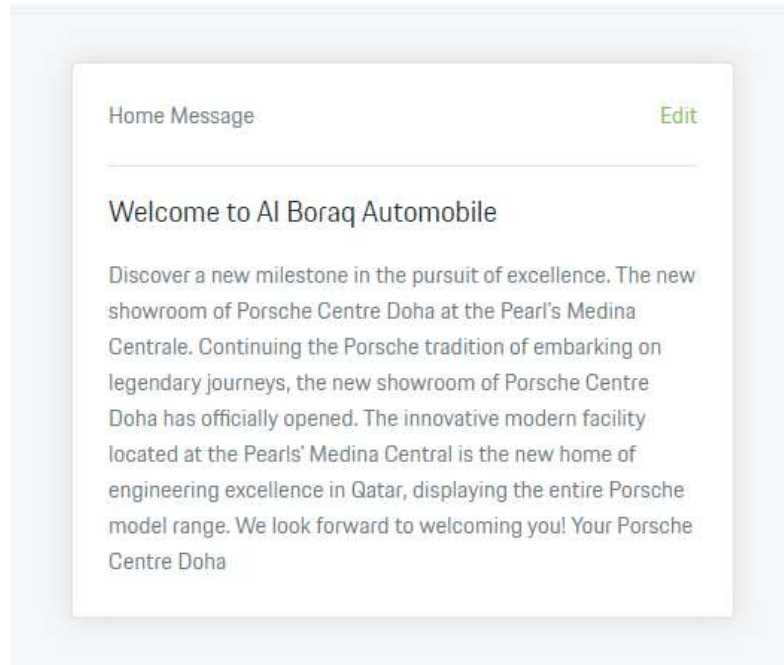 Home Message
Edit
Welcome to Al Boraq Automobile
Discover a new milestone in the pursuit of excellence. The new
showroom of Porsche Centre Doha at the Pearl's Medina
Centrale. Continuing the Porsche tradition of embarking on
legendary journeys, the new showroom of Porsche Centre
Doha has officially opened. The innovative modern facility
located at the Pearls' Medina Central is the new home of
engineering excellence in Qatar, displaying the entire Porsche
model range. We look forward to welcoming you! Your Porsche
Centre Doha